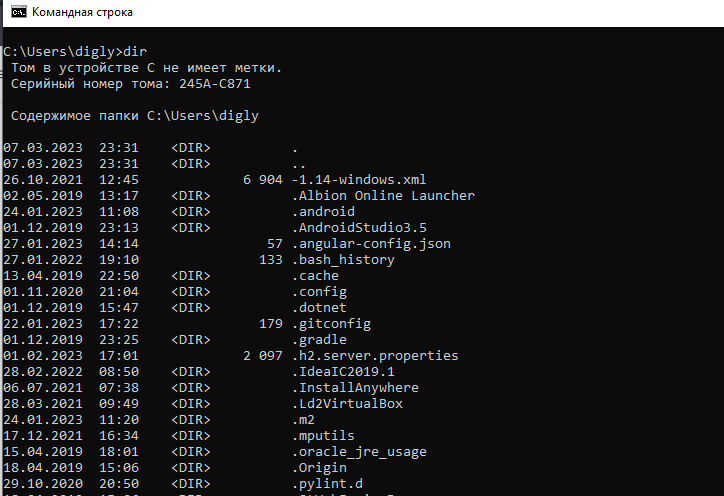 Командная строка
C:\Users\digly>dir
Том в устройстве C не имеет метки.
Серийный номер тома: 245A-C871
Содержимое папки C:\Users\digly
07.03.2023 23:31 <DIR> .
07.03.2023 23:31 <DIR> ..
26.10.2021 12:45 6 904 -1.14-windows.xml
02.05.2019 13:17 <DIR> .Albion Online Launcher
24.01.2023 11:08 <DIR> .android
01.12.2019 23:13 <DIR> .AndroidStudio3.5
27.01.2023 14:14 57 .angular-config.json
27.01.2022 19:10 133 .bash_history
13.04.2019 22:50 <DIR> .cache
01.11.2020 21:04 <DIR> .config
01.12.2019 15:47 <DIR> .dotnet
22.01.2023 17:22 179 .gitconfig
01.12.2019 23:25 <DIR> .gradle
01.02.2023 17:01 2 097 .h2.server.properties
28.02.2022 08:50 <DIR> .IdeaIC2019.1
06.07.2021 07:38 <DIR> .InstallAnywhere
28.03.2021 09:49 <DIR> .Ld2VirtualBox
24.01.2023 11:20 <DIR> .m2
17.12.2021 16:34 <DIR> .mputils
15.04.2019 18:01 <DIR> .oracle_jre_usage
18.04.2019 15:06 <DIR> .Origin
29.10.2020 20:50 <DIR> .pylint.d